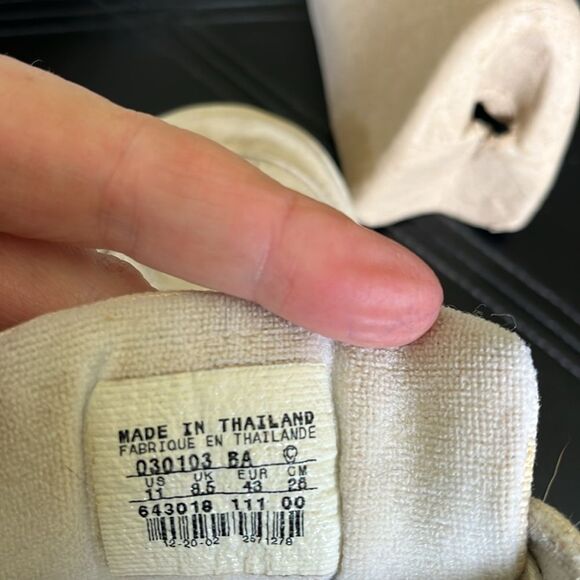 MADE IN THAILAND
FABRIQUE EN THAILANDE
030103 BA ©
US UK EUR CM
11 8.5 43 28
643018 111 00
12-20-02 2571278